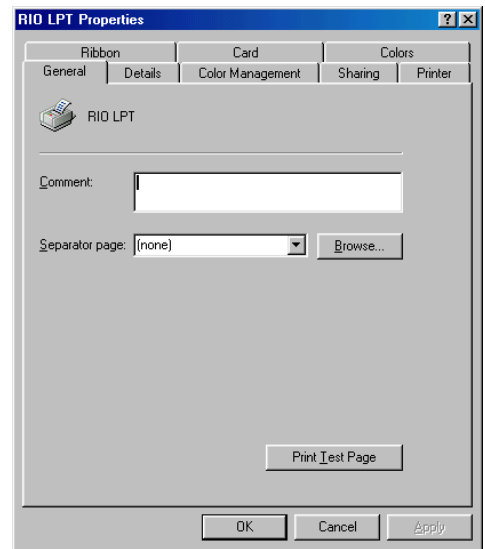 RIO LPT Properties ? ×
Ribbon Card Colors
General Details Color Management Sharing Printer
RIO LPT
Comment:
Separator page: (none) Browse...
Print Test Page
OK Cancel Apply